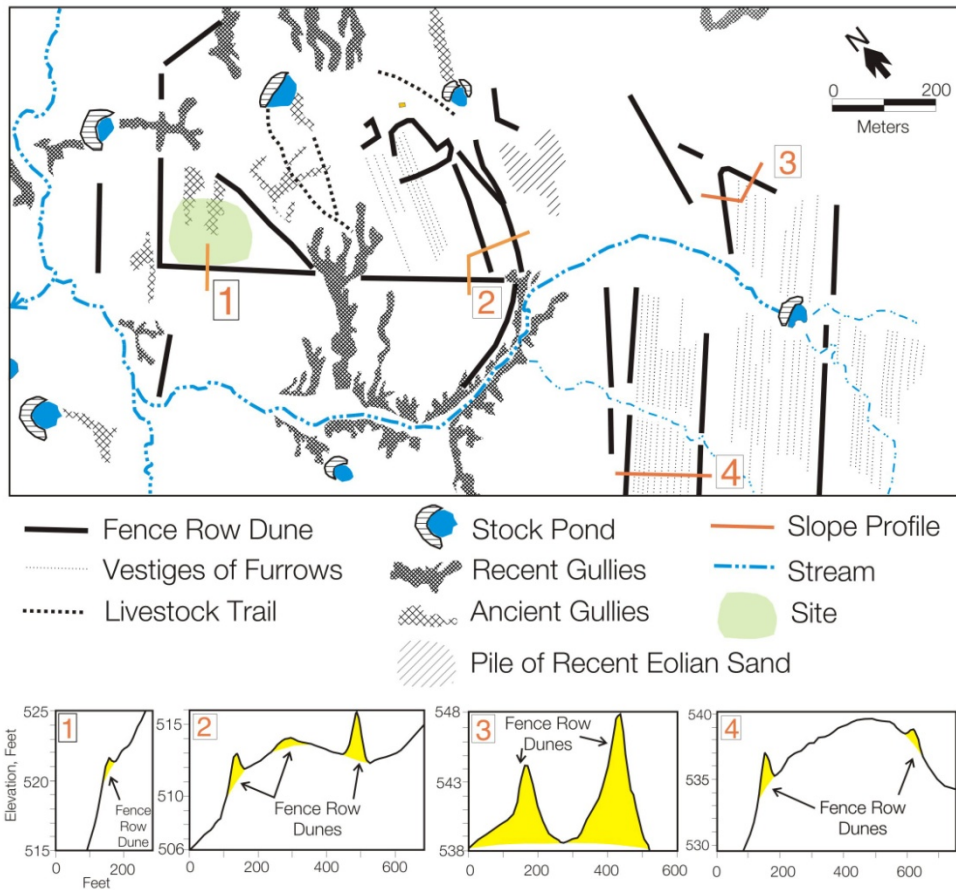 N
0 200
Meters
3
1
2
4
Fence Row Dune
Stock Pond
Slope Profile
Vestiges of Furrows
Recent Gullies
Stream
Livestock Trail
Ancient Gullies
Site
Pile of Recent Eolian Sand
Elevation, Feet
525
520
515
1
Fence
Row
Dune
0 200
Feet
515
510
506
2
Fence Row
Dunes
0 200 400 600
548
543
538
3
Fence Row
Dunes
0 200 400 600
540
535
530
4
Fence Row
Dunes
0 200 400 600